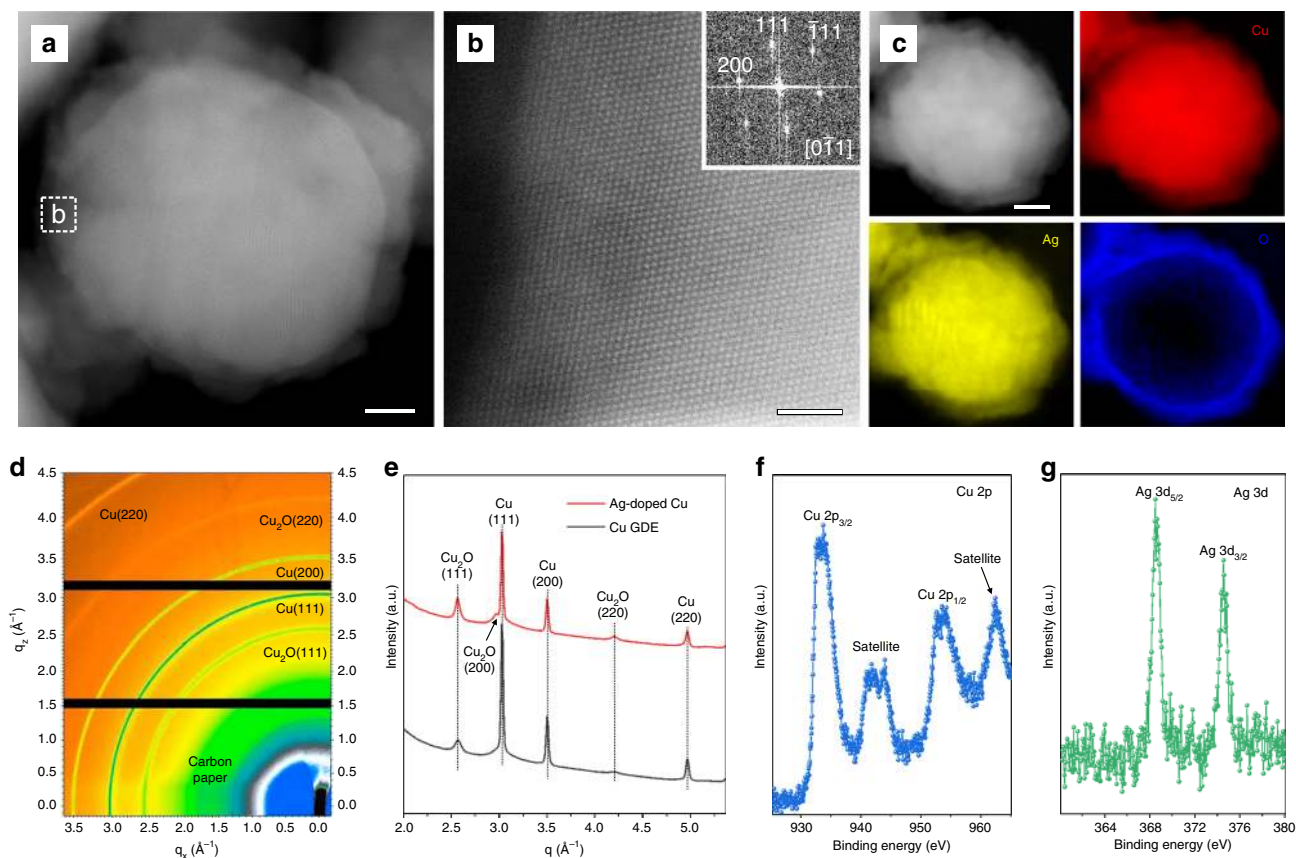 a
b
b
111
1̄11
200
[01̄1]
c
Cu
Ag
O
d
4.5
4.0
3.5
3.0
2.5
2.0
1.5
1.0
0.5
0.0
q_z (Å⁻¹)
Cu(220)
Cu₂O(220)
Cu(200)
Cu(111)
Cu₂O(111)
Carbon
paper
4.5
4.0
3.5
3.0
2.5
2.0
1.5
1.0
0.5
0.0
3.5 3.0 2.5 2.0 1.5 1.0 0.5 0.0
qₓ (Å⁻¹)
e
Intensity (a.u.)
Ag-doped Cu
Cu GDE
Cu₂O
(111)
Cu
(111)
Cu₂O
(200)
Cu
(200)
Cu₂O
(220)
Cu
(220)
2.0 2.5 3.0 3.5 4.0 4.5 5.0
q (Å⁻¹)
f
Intensity (a.u.)
Cu 2p
Cu 2p₃/₂
Satellite
Cu 2p₁/₂
Satellite
930 940 950 960
Binding energy (eV)
g
Intensity (a.u.)
Ag 3d₅/₂
Ag 3d
Ag 3d₃/₂
364 368 372 376 380
Binding energy (eV)